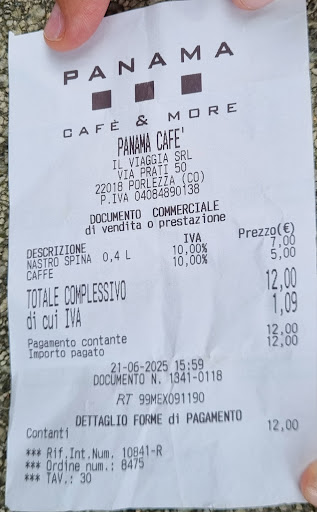 PANAMA
CAFÈ & MORE
PANAMA CAFE'
IL VIAGGIA SRL
VIA PRATI 50
22018 PORLEZZA (CO)
P.IVA 04084890138
DOCUMENTO COMMERCIALE
di vendita o prestazione
DESCRIZIONE IVA Prezzo(€)
NASTRO SPINA 0,4 L 10,00% 7,00
CAFFE 10,00% 5,00
TOTALE COMPLESSIVO 12,00
di cui IVA 1,09
Pagamento contante 12,00
Importo pagato 12,00
21-06-2025 15:59
DOCUMENTO N. 1341-0118
RT 99MEX091190
DETTAGLIO FORME di PAGAMENTO
Contanti 12,00
*** Rif.Int.Num. 10841-R
*** Ordine num.: 8475
*** TAV.: 30